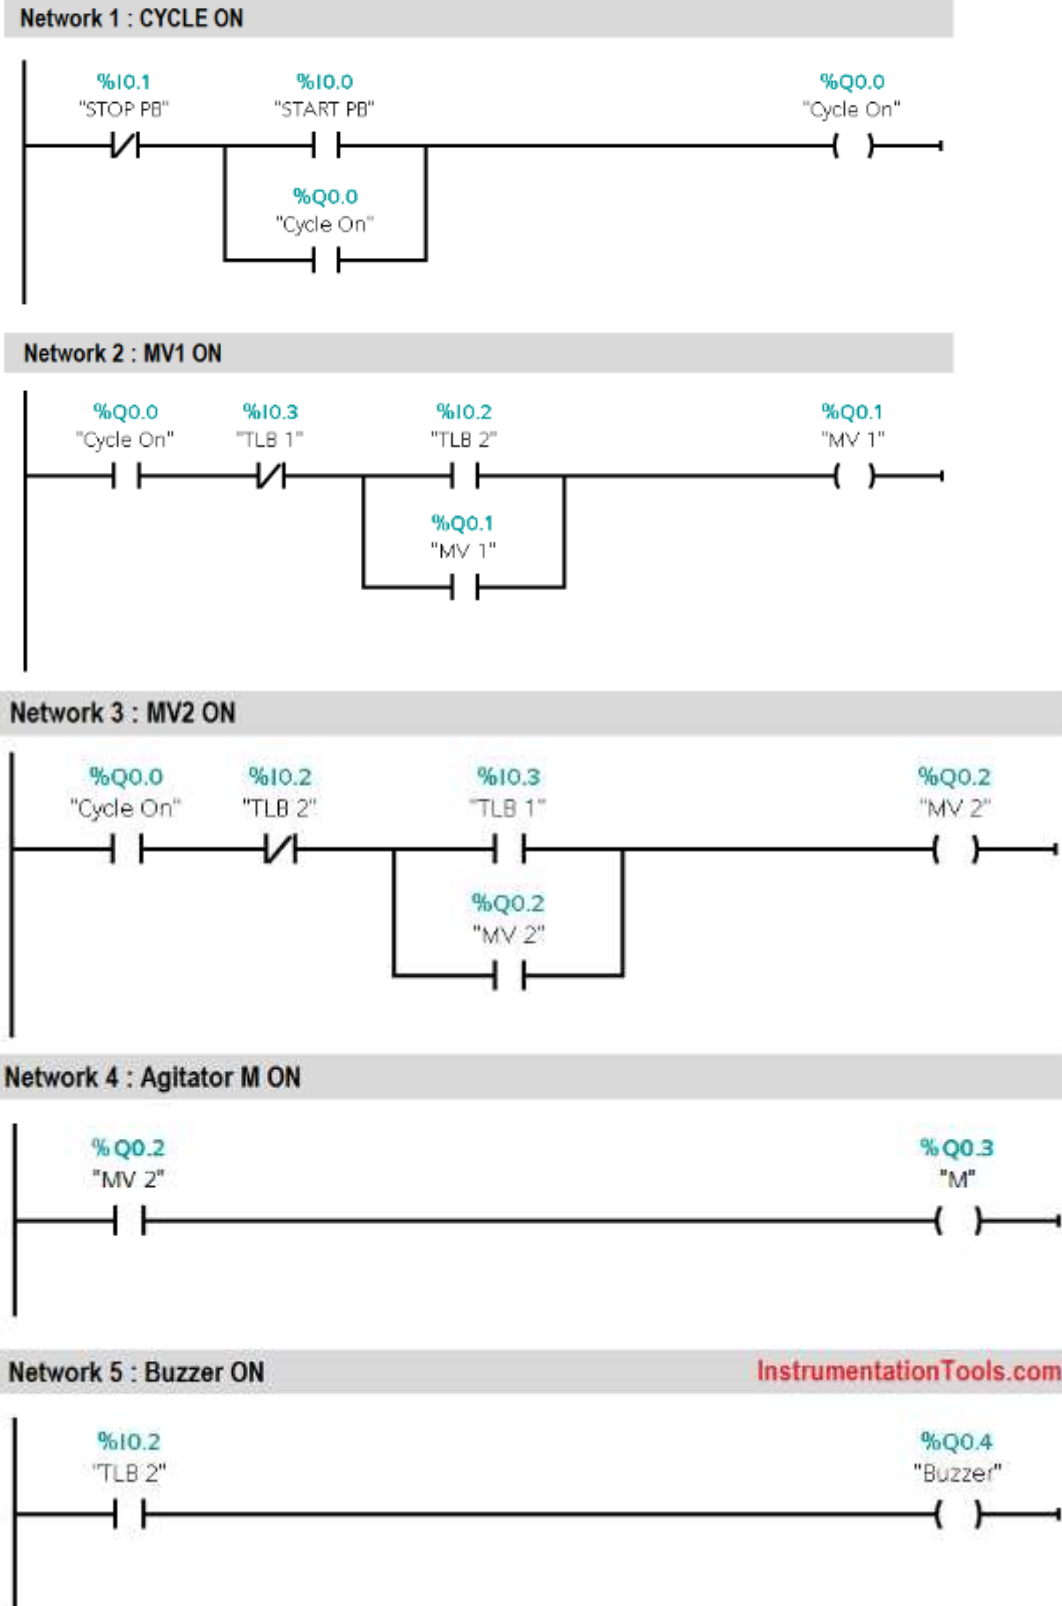 Network 1 : CYCLE ON
%I0.1 %I0.0 %Q0.0
"STOP PB" "START PB" "Cycle On"
%Q0.0
"Cycle On"
Network 2 : MV1 ON
%Q0.0 %I0.3 %I0.2 %Q0.1
"Cycle On" "TLB 1" "TLB 2" "MV 1"
%Q0.1
"MV 1"
Network 3 : MV2 ON
%Q0.0 %I0.2 %I0.3 %Q0.2
"Cycle On" "TLB 2" "TLB 1" "MV 2"
%Q0.2
"MV 2"
Network 4 : Agitator M ON
%Q0.2 %Q0.3
"MV 2" "M"
Network 5 : Buzzer ON InstrumentationTools.com
%I0.2 %Q0.4
"TLB 2" "Buzzer"